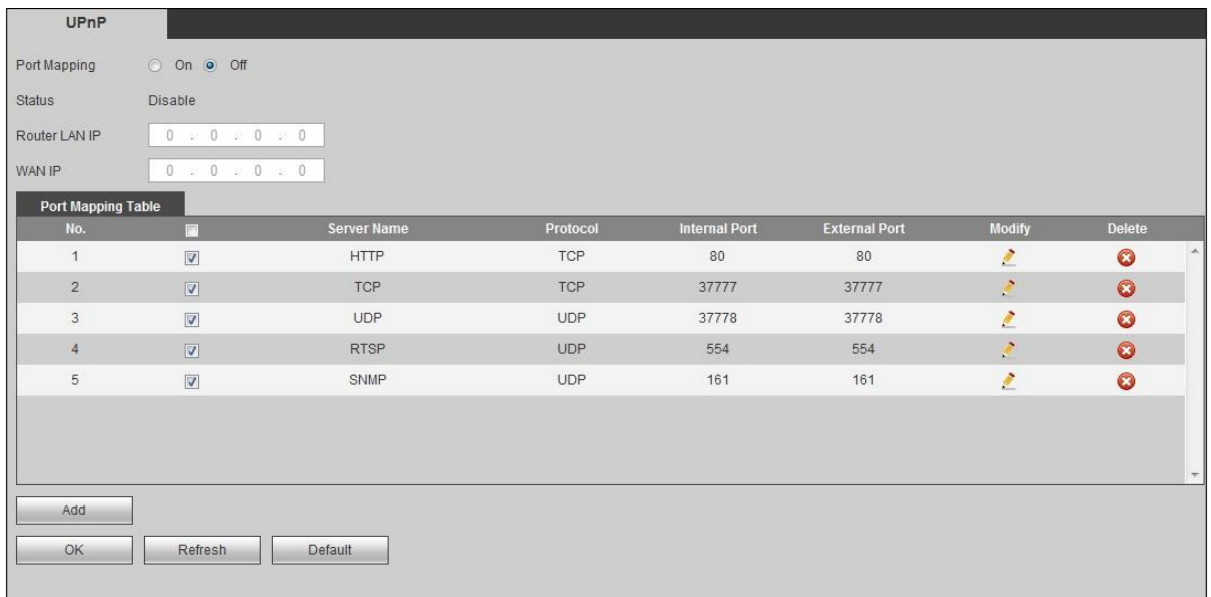 UPnP
Port Mapping On Off
Status Disable
Router LAN IP 0 . 0 . 0 . 0
WAN IP 0 . 0 . 0 . 0
Port Mapping Table
No. Server Name Protocol Internal Port External Port Modify Delete
1 HTTP TCP 80 80
2 TCP TCP 37777 37777
3 UDP UDP 37778 37778
4 RTSP UDP 554 554
5 SNMP UDP 161 161
Add
OK Refresh Default